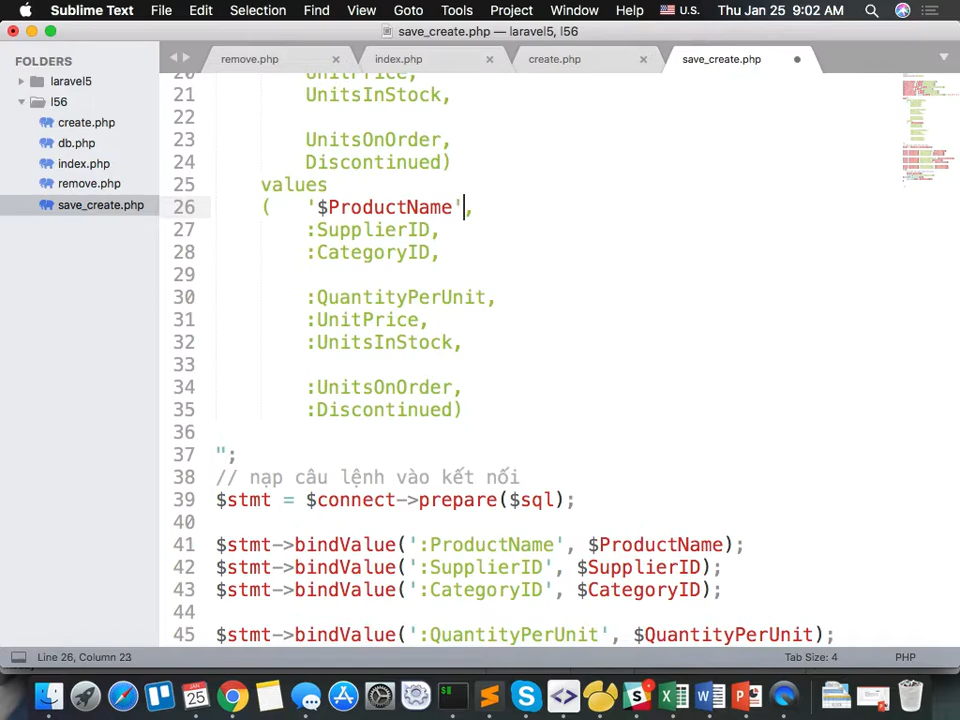 Sublime Text File Edit Selection Find View Goto Tools Project Window Help U.S. Thu Jan 25 9:02 AM
save_create.php — laravel5, l56
FOLDERS
laravel5
l56
create.php
db.php
index.php
remove.php
save_create.php
remove.php × index.php × create.php × save_create.php
20 UnitPrice,
21 UnitsInStock,
22
23 UnitsOnOrder,
24 Discontinued)
25 values
26 ( '$ProductName',
27 :SupplierID,
28 :CategoryID,
29
30 :QuantityPerUnit,
31 :UnitPrice,
32 :UnitsInStock,
33
34 :UnitsOnOrder,
35 :Discontinued)
36
37 ";
38 // nạp câu lệnh vào kết nối
39 $stmt = $connect->prepare($sql);
40
41 $stmt->bindValue(':ProductName', $ProductName);
42 $stmt->bindValue(':SupplierID', $SupplierID);
43 $stmt->bindValue(':CategoryID', $CategoryID);
44
45 $stmt->bindValue(':QuantityPerUnit', $QuantityPerUnit);
Line 26, Column 23 Tab Size: 4 PHP